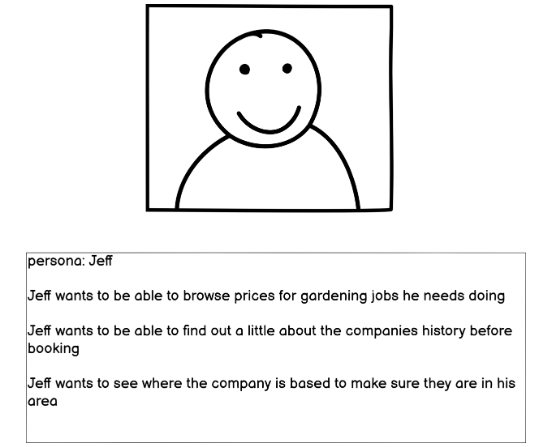 persona: Jeff
Jeff wants to be able to browse prices for gardening jobs he needs doing
Jeff wants to be able to find out a little about the companies history before
booking
Jeff wants to see where the company is based to make sure they are in his
area